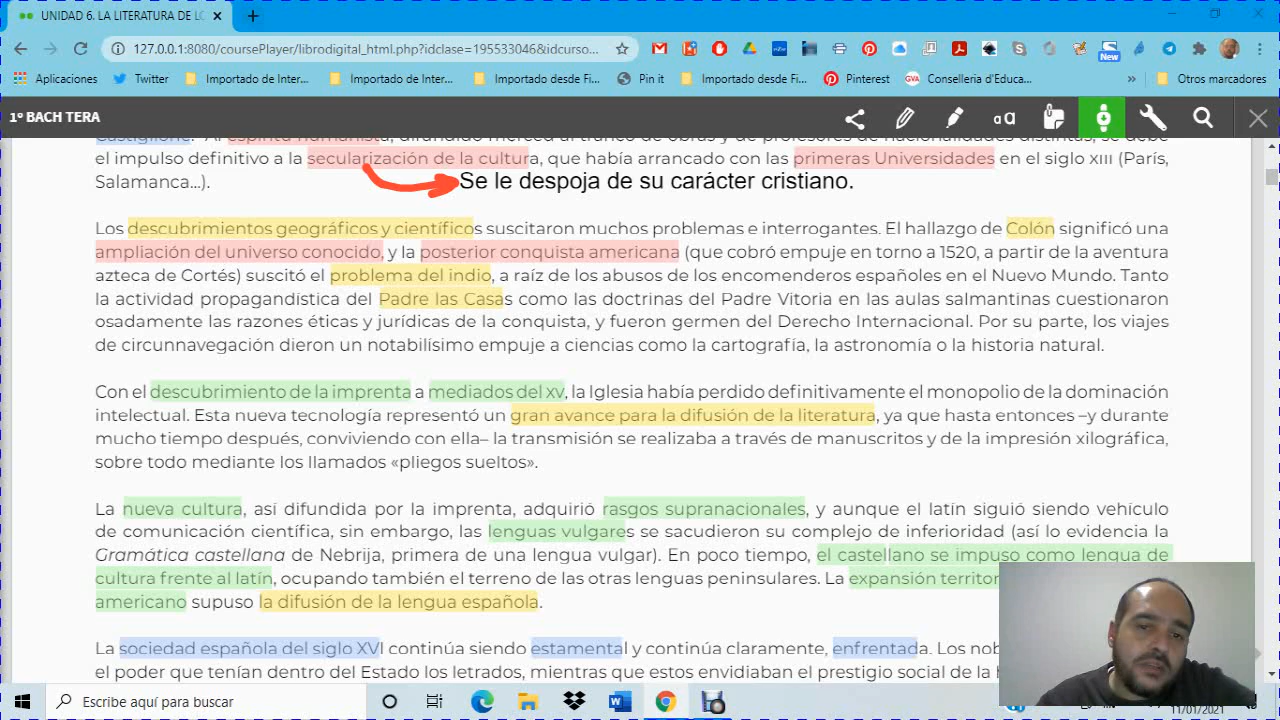 UNIDAD 6. LA LITERATURA DE LO
127.0.0.1:8080/coursePlayer/librodigital_html.php?idclase=195533046&idcurso...
New
Aplicaciones Twitter Importado de Inter... Importado de Inter... Importado desde Fi... Pin it Importado desde Fi... Pinterest GVA Conselleria d'Educa... » Otros marcadores
1º BACH TERA
aa
el impulso definitivo a la secularización de la cultura, que había arrancado con las primeras Universidades en el siglo XIII (París,
Salamanca...).
Se le despoja de su carácter cristiano.
Los descubrimientos geográficos y científicos suscitaron muchos problemas e interrogantes. El hallazgo de Colón significó una
ampliación del universo conocido, y la posterior conquista americana (que cobró empuje en torno a 1520, a partir de la aventura
azteca de Cortés) suscitó el problema del indio, a raíz de los abusos de los encomenderos españoles en el Nuevo Mundo. Tanto
la actividad propagandística del Padre las Casas como las doctrinas del Padre Vitoria en las aulas salmantinas cuestionaron
osadamente las razones éticas y jurídicas de la conquista, y fueron germen del Derecho Internacional. Por su parte, los viajes
de circunnavegación dieron un notabilísimo empuje a ciencias como la cartografía, la astronomía o la historia natural.
Con el descubrimiento de la imprenta a mediados del XV, la Iglesia había perdido definitivamente el monopolio de la dominación
intelectual. Esta nueva tecnología representó un gran avance para la difusión de la literatura, ya que hasta entonces –y durante
mucho tiempo después, conviviendo con ella– la transmisión se realizaba a través de manuscritos y de la impresión xilográfica,
sobre todo mediante los llamados «pliegos sueltos».
La nueva cultura, así difundida por la imprenta, adquirió rasgos supranacionales, y aunque el latín siguió siendo vehículo
de comunicación científica, sin embargo, las lenguas vulgares se sacudieron su complejo de inferioridad (así lo evidencia la
Gramática castellana de Nebrija, primera de una lengua vulgar). En poco tiempo, el castellano se impuso como lengua de
cultura frente al latín, ocupando también el terreno de las otras lenguas peninsulares. La expansión territor
americano supuso la difusión de la lengua española.
La sociedad española del siglo XVI continúa siendo estamental y continúa claramente, enfrentada. Los nob
el poder que tenían dentro del Estado los letrados, mientras que estos envidiaban el prestigio social de la
Escribe aquí para buscar
11/01/2021